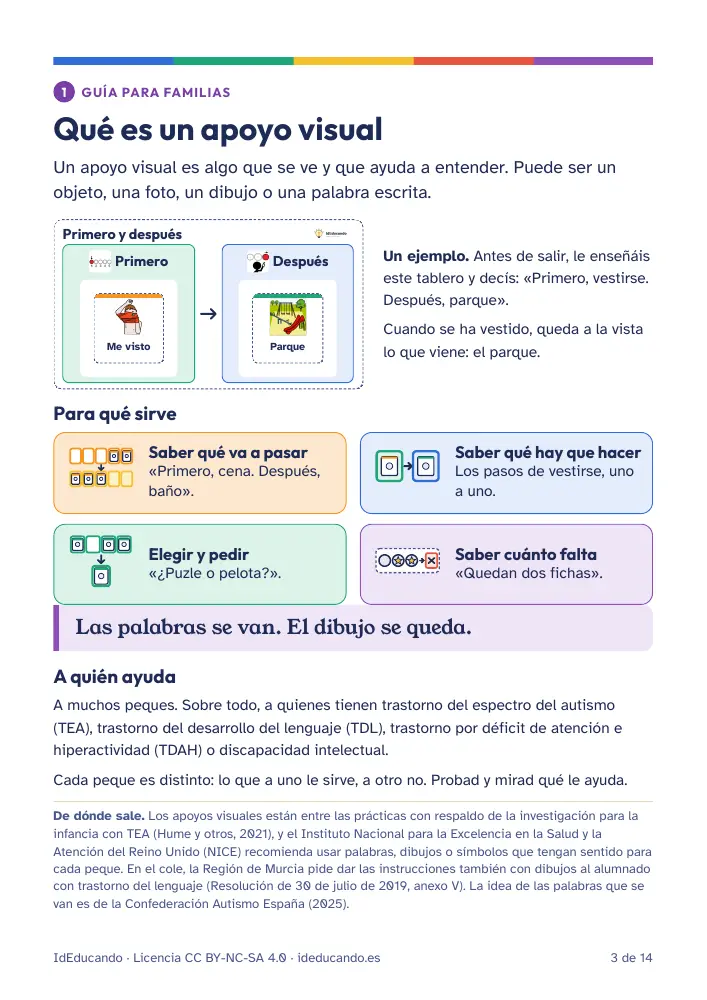 1 GUÍA PARA FAMILIAS
Qué es un apoyo visual
Un apoyo visual es algo que se ve y que ayuda a entender. Puede ser un
objeto, una foto, un dibujo o una palabra escrita.
Primero y después
IdEducando
Primero
Después
Me visto
Parque
Un ejemplo. Antes de salir, le enseñáis
este tablero y decís: «Primero, vestirse.
Después, parque».
Cuando se ha vestido, queda a la vista
lo que viene: el parque.
Para qué sirve
Saber qué va a pasar
«Primero, cena. Después,
baño».
Saber qué hay que hacer
Los pasos de vestirse, uno
a uno.
Elegir y pedir
«¿Puzle o pelota?».
Saber cuánto falta
«Quedan dos fichas».
Las palabras se van. El dibujo se queda.
A quién ayuda
A muchos peques. Sobre todo, a quienes tienen trastorno del espectro del autismo
(TEA), trastorno del desarrollo del lenguaje (TDL), trastorno por déficit de atención e
hiperactividad (TDAH) o discapacidad intelectual.
Cada peque es distinto: lo que a uno le sirve, a otro no. Probad y mirad qué le ayuda.
De dónde sale. Los apoyos visuales están entre las prácticas con respaldo de la investigación para la
infancia con TEA (Hume y otros, 2021), y el Instituto Nacional para la Excelencia en la Salud y la
Atención del Reino Unido (NICE) recomienda usar palabras, dibujos o símbolos que tengan sentido para
cada peque. En el cole, la Región de Murcia pide dar las instrucciones también con dibujos al alumnado
con trastorno del lenguaje (Resolución de 30 de julio de 2019, anexo V). La idea de las palabras que se
van es de la Confederación Autismo España (2025).
IdEducando · Licencia CC BY-NC-SA 4.0 · ideducando.es
3 de 14